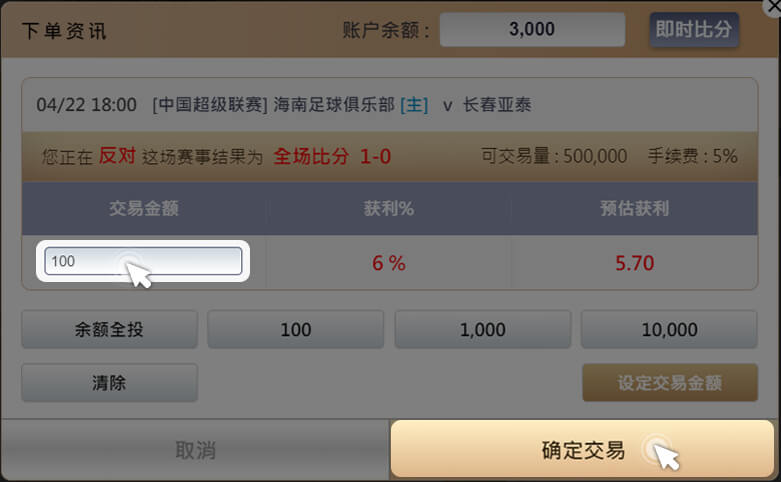 下单资讯 账户余额： 3,000 即时比分
04/22 18:00 [中国超级联赛] 海南足球俱乐部 [主] v 长春亚泰
您正在 反对 这场赛事结果为 全场比分 1-0 可交易量 : 500,000 手续费 : 5%
交易金额 获利% 预估获利
100 6 % 5.70
余额全投 100 1,000 10,000
清除 设定交易金额
取消 确定交易